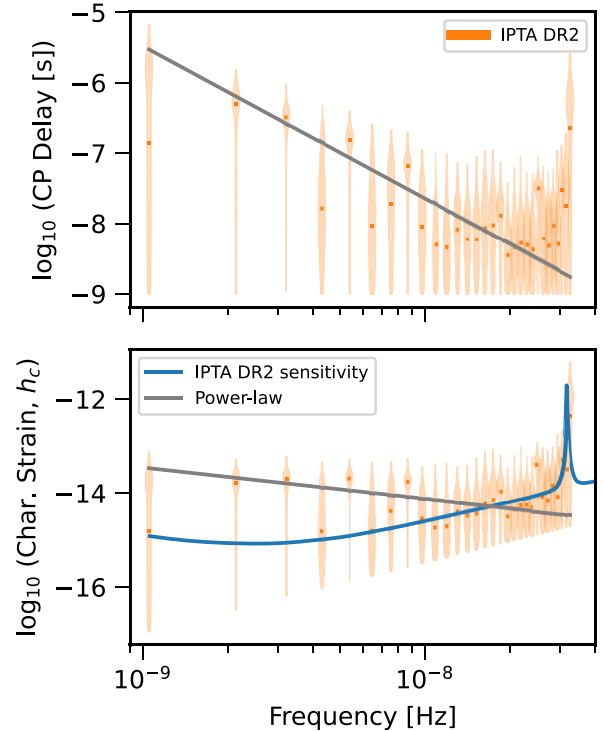 −5
−6
−7
−8
−9
log₁₀ (CP Delay [s])
IPTA DR2
−12
−14
−16
log₁₀ (Char. Strain, h_c)
IPTA DR2 sensitivity
Power-law
10⁻⁹
10⁻⁸
Frequency [Hz]